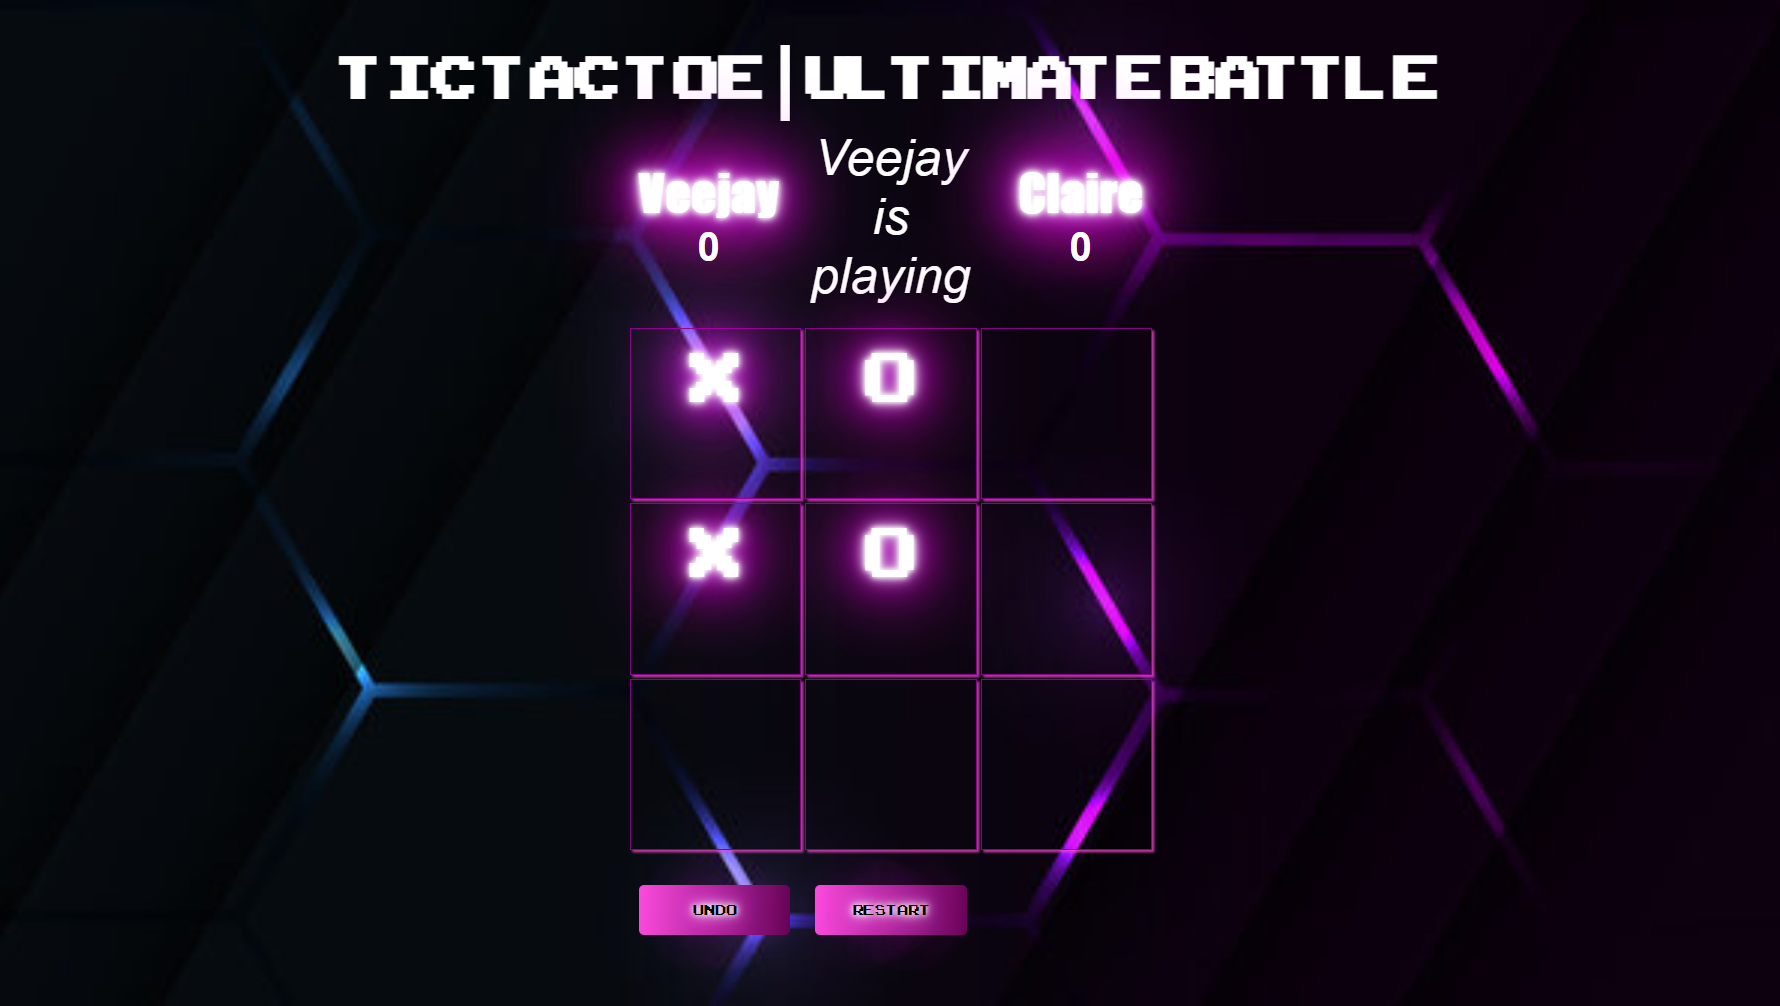 TICTACTOE|ULTIMATEBATTLE
Veejay
0
Veejay
is
playing
Claire
0
X O
X O
UNDO RESTART